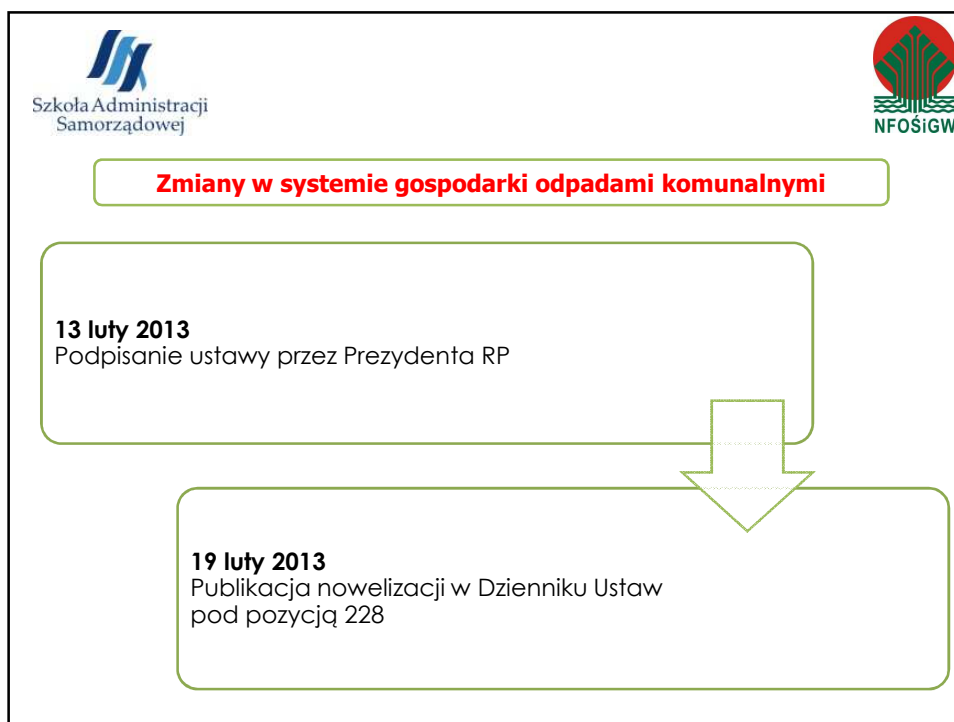 Szkoła Administracji
Samorządowej
NFOŚiGW
Zmiany w systemie gospodarki odpadami komunalnymi
13 luty 2013
Podpisanie ustawy przez Prezydenta RP
19 luty 2013
Publikacja nowelizacji w Dzienniku Ustaw
pod pozycją 228